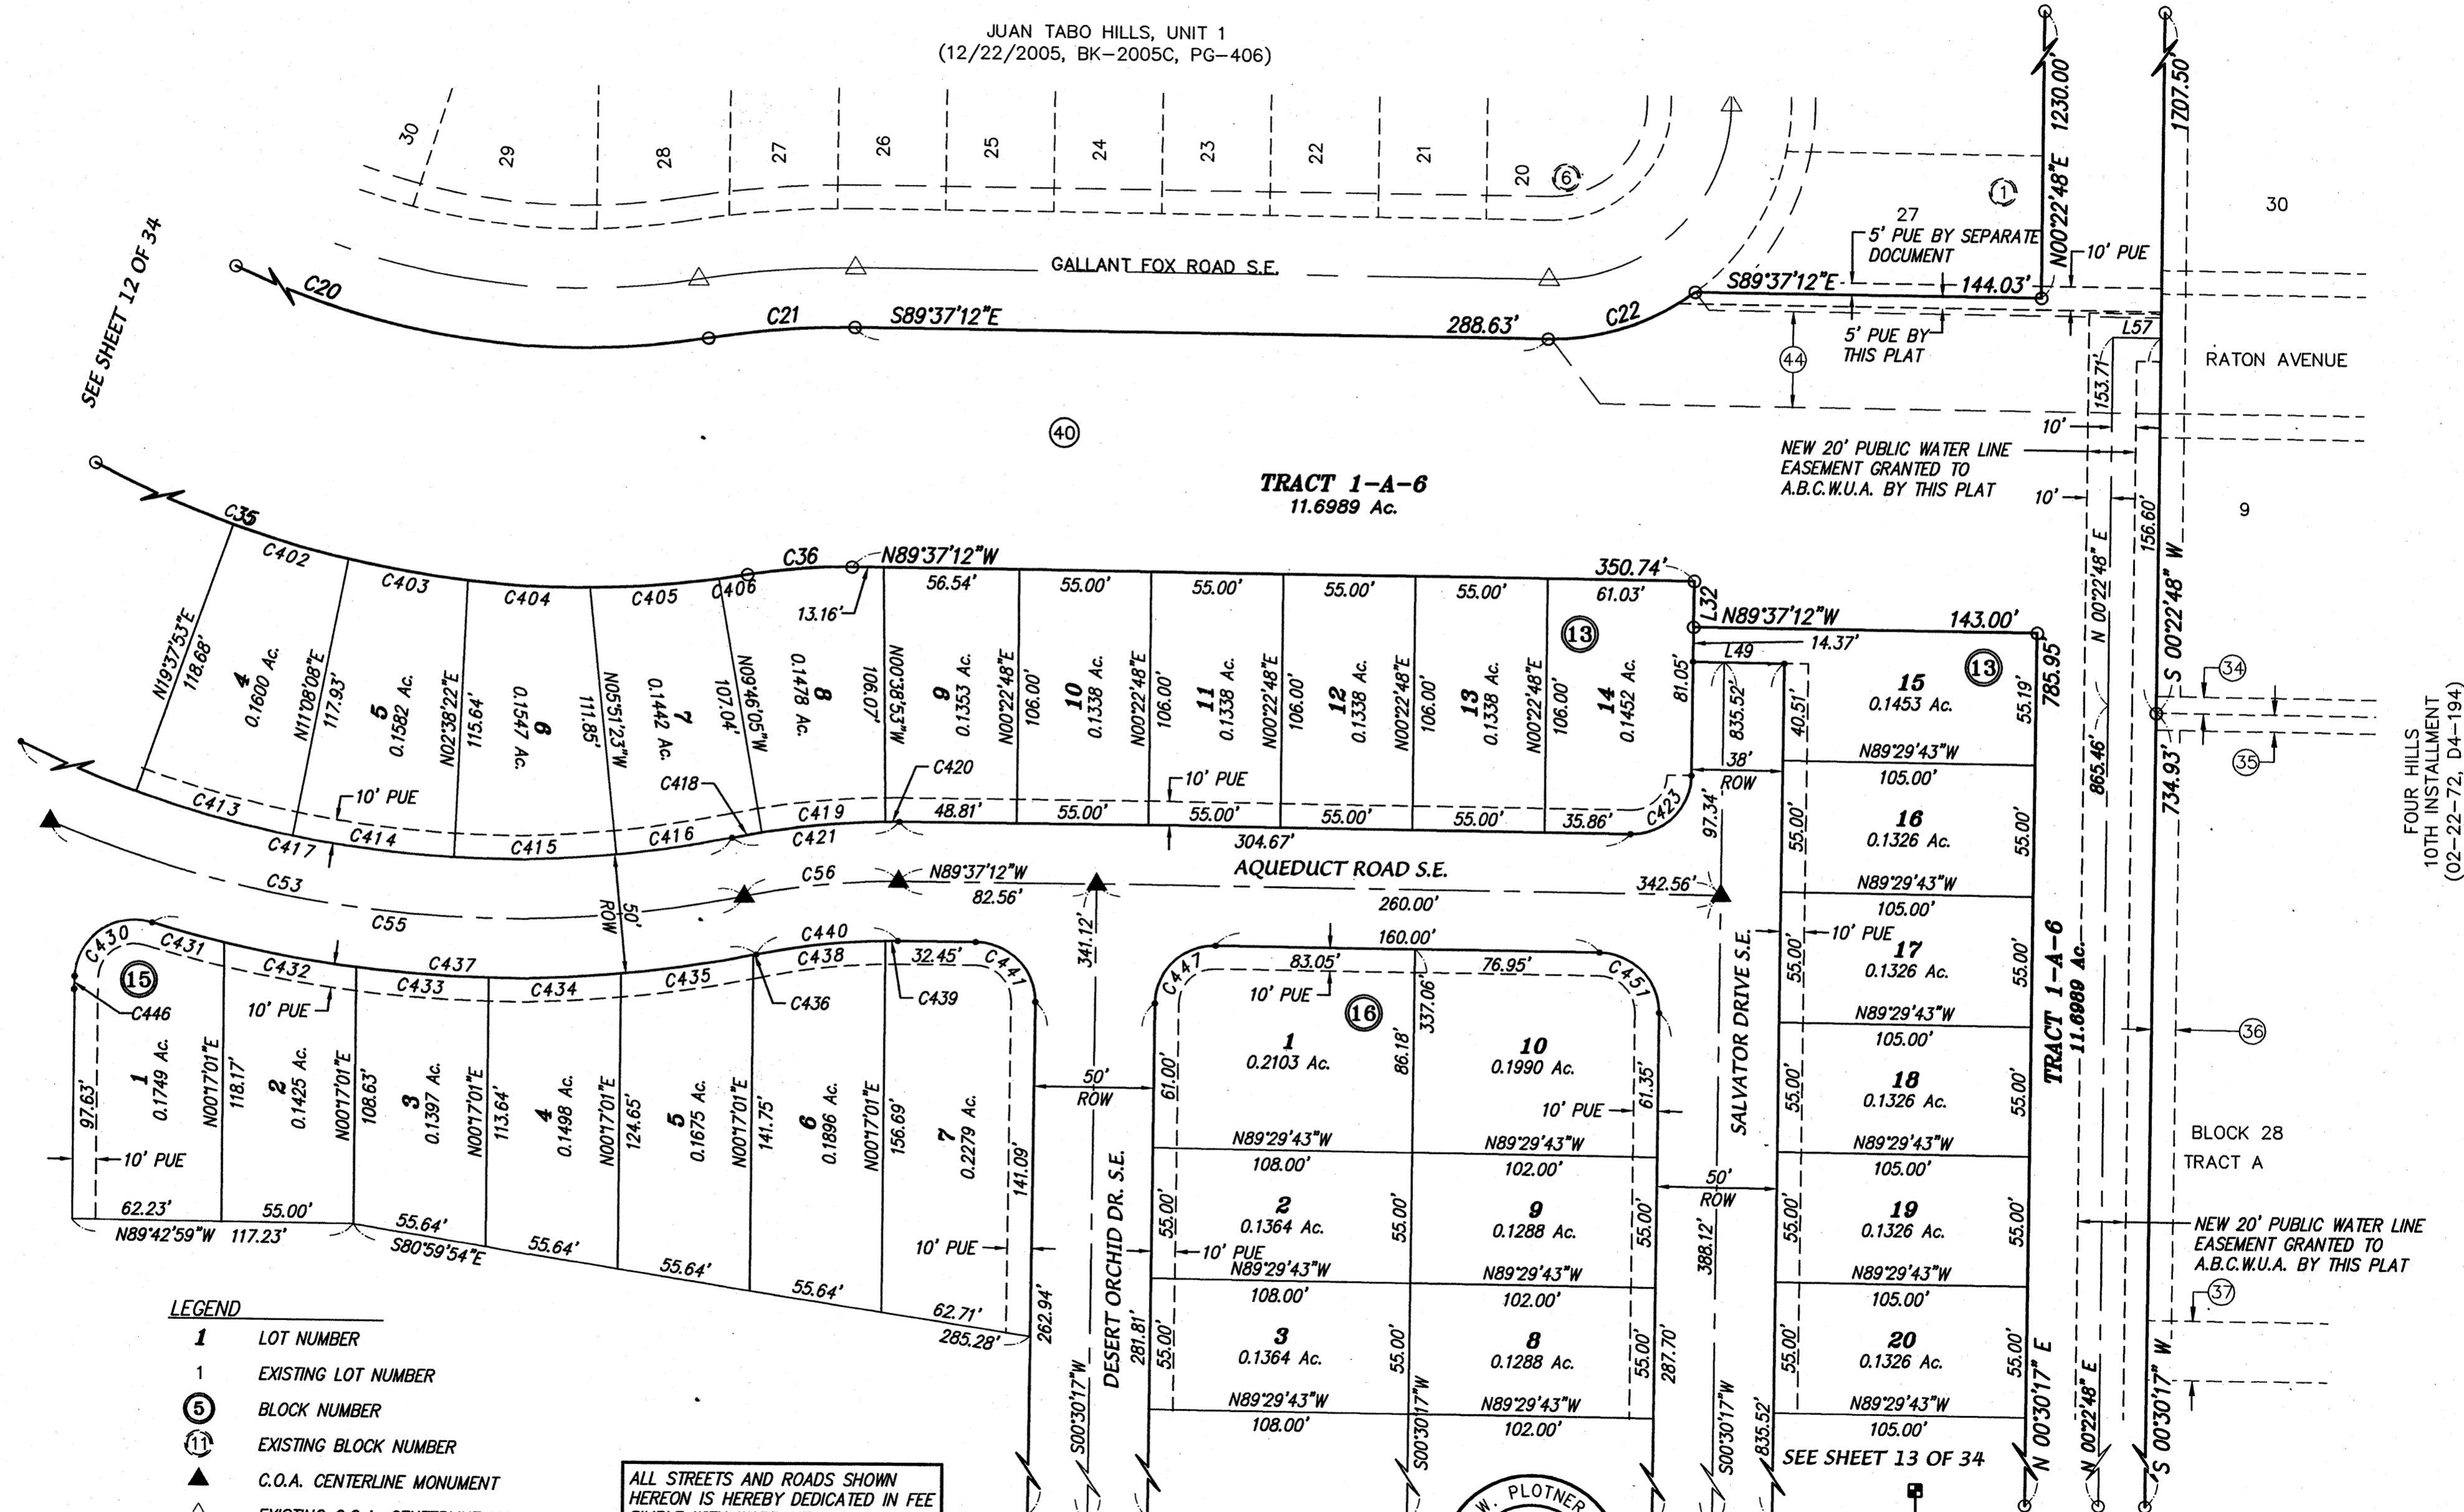 JUAN TABO HILLS, UNIT 1
(12/22/2005, BK-2005C, PG-406)
30
29
28
27
26
25
24
23
22
21
20
6
1
27
30
5' PUE BY SEPARATE
DOCUMENT
10' PUE
N00°22'48"E 1230.00'
1707.50'
SEE SHEET 12 OF 34
C20
GALLANT FOX ROAD S.E.
C21
S89°37'12"E
288.63'
C22
S89°37'12"E
144.03'
5' PUE BY
THIS PLAT
44
L57
RATON AVENUE
153.71'
10'
40
NEW 20' PUBLIC WATER LINE
EASEMENT GRANTED TO
A.B.C.W.U.A. BY THIS PLAT
10'
TRACT 1-A-6
11.6989 Ac.
9
156.60'
N 00°22'48" E
S 00°22'48" W
C35
C402
C403
C404
C405
C406
C36
N89°37'12"W
350.74'
13.16'
56.54'
55.00'
55.00'
55.00'
55.00'
61.03'
L32
N89°37'12"W
143.00'
14.37'
L49
13
13
N19°37'53"E
118.68'
4
0.1600 Ac.
N11°08'08"E
117.93'
5
0.1582 Ac.
N02°38'22"E
115.64'
6
0.1547 Ac.
N05°51'23"W
111.85'
7
0.1442 Ac.
N09°46'05"W
107.04'
8
0.1478 Ac.
N00°38'53"W
106.07'
9
0.1353 Ac.
N00°22'48"E
106.00'
10
0.1338 Ac.
N00°22'48"E
106.00'
11
0.1338 Ac.
N00°22'48"E
106.00'
12
0.1338 Ac.
N00°22'48"E
106.00'
13
0.1338 Ac.
N00°22'48"E
106.00'
14
0.1452 Ac.
81.05'
835.52'
40.51'
38'
ROW
97.34'
15
0.1453 Ac.
55.19'
785.95'
865.46'
734.93'
34
35
FOUR HILLS
10TH INSTALLMENT
(02-22-72, D4-194)
N89°29'43"W
105.00'
16
0.1326 Ac.
55.00'
55.00'
N89°29'43"W
105.00'
C413
10' PUE
C417
C414
C415
C416
C418
C419
C421
C420
48.81'
55.00'
10' PUE
55.00'
55.00'
55.00'
35.86'
C423
304.67'
AQUEDUCT ROAD S.E.
C53
C55
C56
N89°37'12"W
82.56'
342.56'
260.00'
50'
ROW
341.12'
C430
C431
C432
C437
C433
C434
C435
C440
C438
32.45'
C441
C436
C439
15
C446
10' PUE
C447
160.00'
83.05'
76.95'
C451
10' PUE
16
337.06'
10' PUE
17
0.1326 Ac.
55.00'
55.00'
N89°29'43"W
105.00'
97.63'
1
0.1749 Ac.
N00°17'01"E
118.17'
2
0.1425 Ac.
N00°17'01"E
108.63'
3
0.1397 Ac.
N00°17'01"E
113.64'
4
0.1498 Ac.
N00°17'01"E
124.65'
5
0.1675 Ac.
N00°17'01"E
141.75'
6
0.1896 Ac.
N00°17'01"E
156.69'
7
0.2279 Ac.
141.09'
50'
ROW
61.00'
1
0.2103 Ac.
86.18'
10
0.1990 Ac.
10' PUE
61.35'
SALVATOR DRIVE S.E.
18
0.1326 Ac.
55.00'
55.00'
TRACT 1-A-6
11.6989 Ac.
36
BLOCK 28
TRACT A
10' PUE
N89°29'43"W
108.00'
N89°29'43"W
102.00'
50'
ROW
N89°29'43"W
105.00'
62.23'
55.00'
N89°42'59"W 117.23'
55.64'
S80°59'54"E
55.64'
55.64'
55.64'
62.71'
285.28'
10' PUE
262.94'
DESERT ORCHID DR. S.E.
55.00'
2
0.1364 Ac.
10' PUE
55.00'
9
0.1288 Ac.
55.00'
388.12'
55.00'
19
0.1326 Ac.
55.00'
NEW 20' PUBLIC WATER LINE
EASEMENT GRANTED TO
A.B.C.W.U.A. BY THIS PLAT
37
N89°29'43"W
108.00'
N89°29'43"W
102.00'
N89°29'43"W
105.00'
281.81'
55.00'
3
0.1364 Ac.
55.00'
8
0.1288 Ac.
55.00'
287.70'
55.00'
20
0.1326 Ac.
55.00'
S00°30'17"W
N89°29'43"W
108.00'
S00°30'17"W
N89°29'43"W
102.00'
S00°30'17"W
835.52'
N89°29'43"W
105.00'
N 00°30'17" E
N 00°22'48" E
S 00°30'17" W
SEE SHEET 13 OF 34
LEGEND
1 LOT NUMBER
1 EXISTING LOT NUMBER
5 BLOCK NUMBER
11 EXISTING BLOCK NUMBER
C.O.A. CENTERLINE MONUMENT
ALL STREETS AND ROADS SHOWN
HEREON IS HEREBY DEDICATED IN FEE
W. PLOTNER